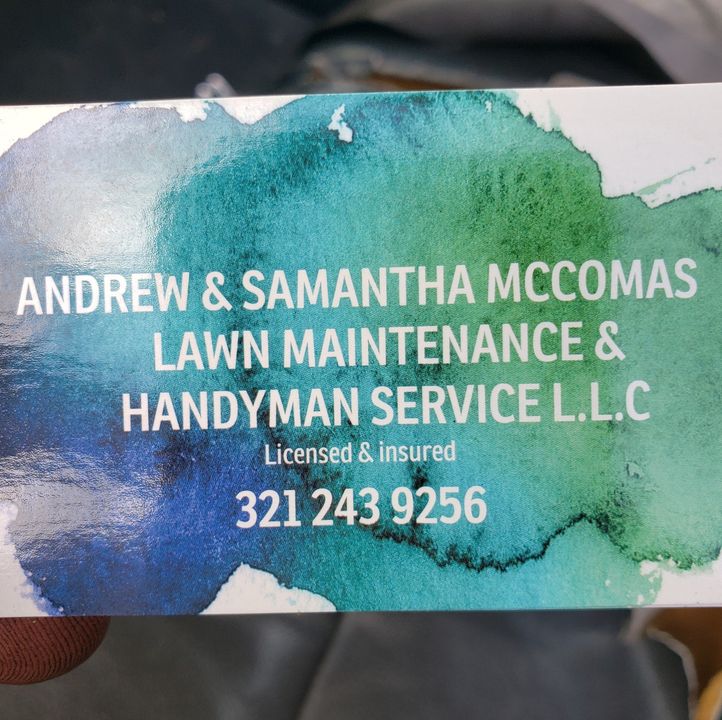 ANDREW & SAMANTHA MCCOMAS
LAWN MAINTENANCE &
HANDYMAN SERVICE L.L.C
Licensed & insured
321 243 9256